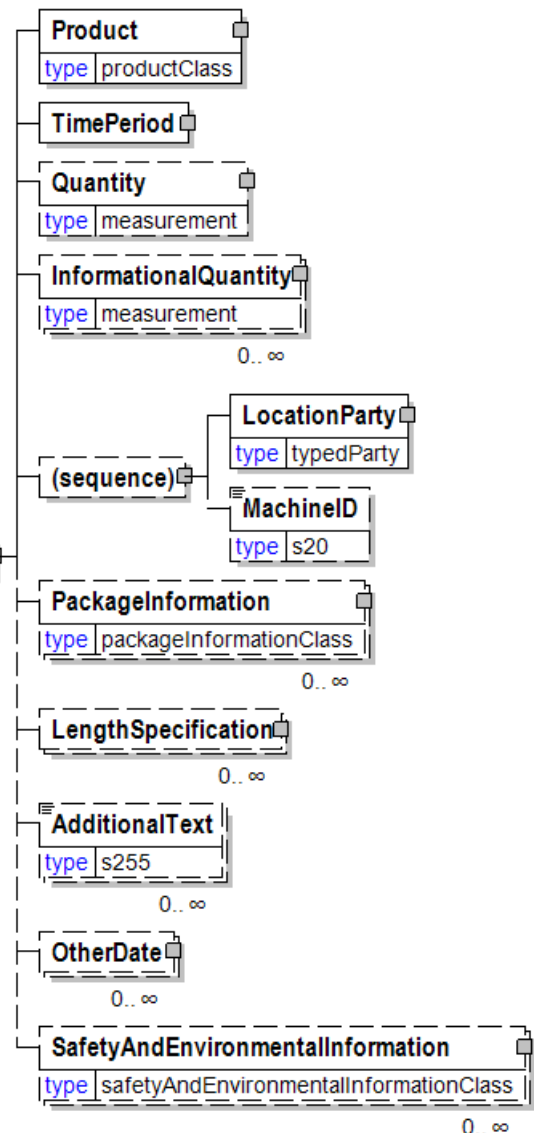 Product
type productClass
TimePeriod
Quantity
type measurement
InformationalQuantity
type measurement
0.. ∞
LocationParty
type typedParty
(sequence)
MachineID
type s20
PackageInformation
type packageInformationClass
0.. ∞
LengthSpecification
0.. ∞
AdditionalText
type s255
0.. ∞
OtherDate
0.. ∞
SafetyAndEnvironmentalInformation
type safetyAndEnvironmentalInformationClass
0.. ∞